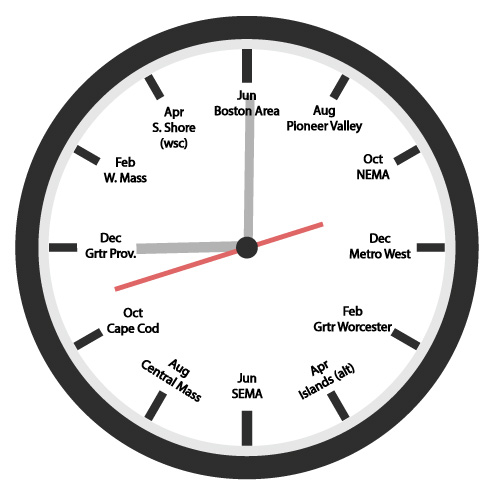 Jun
Boston Area
Aug
Pioneer Valley
Oct
NEMA
Dec
Metro West
Feb
Grtr Worcester
Apr
Islands (alt)
Jun
SEMA
Aug
Central Mass
Oct
Cape Cod
Dec
Grtr Prov.
Feb
W. Mass
Apr
S. Shore
(wsc)